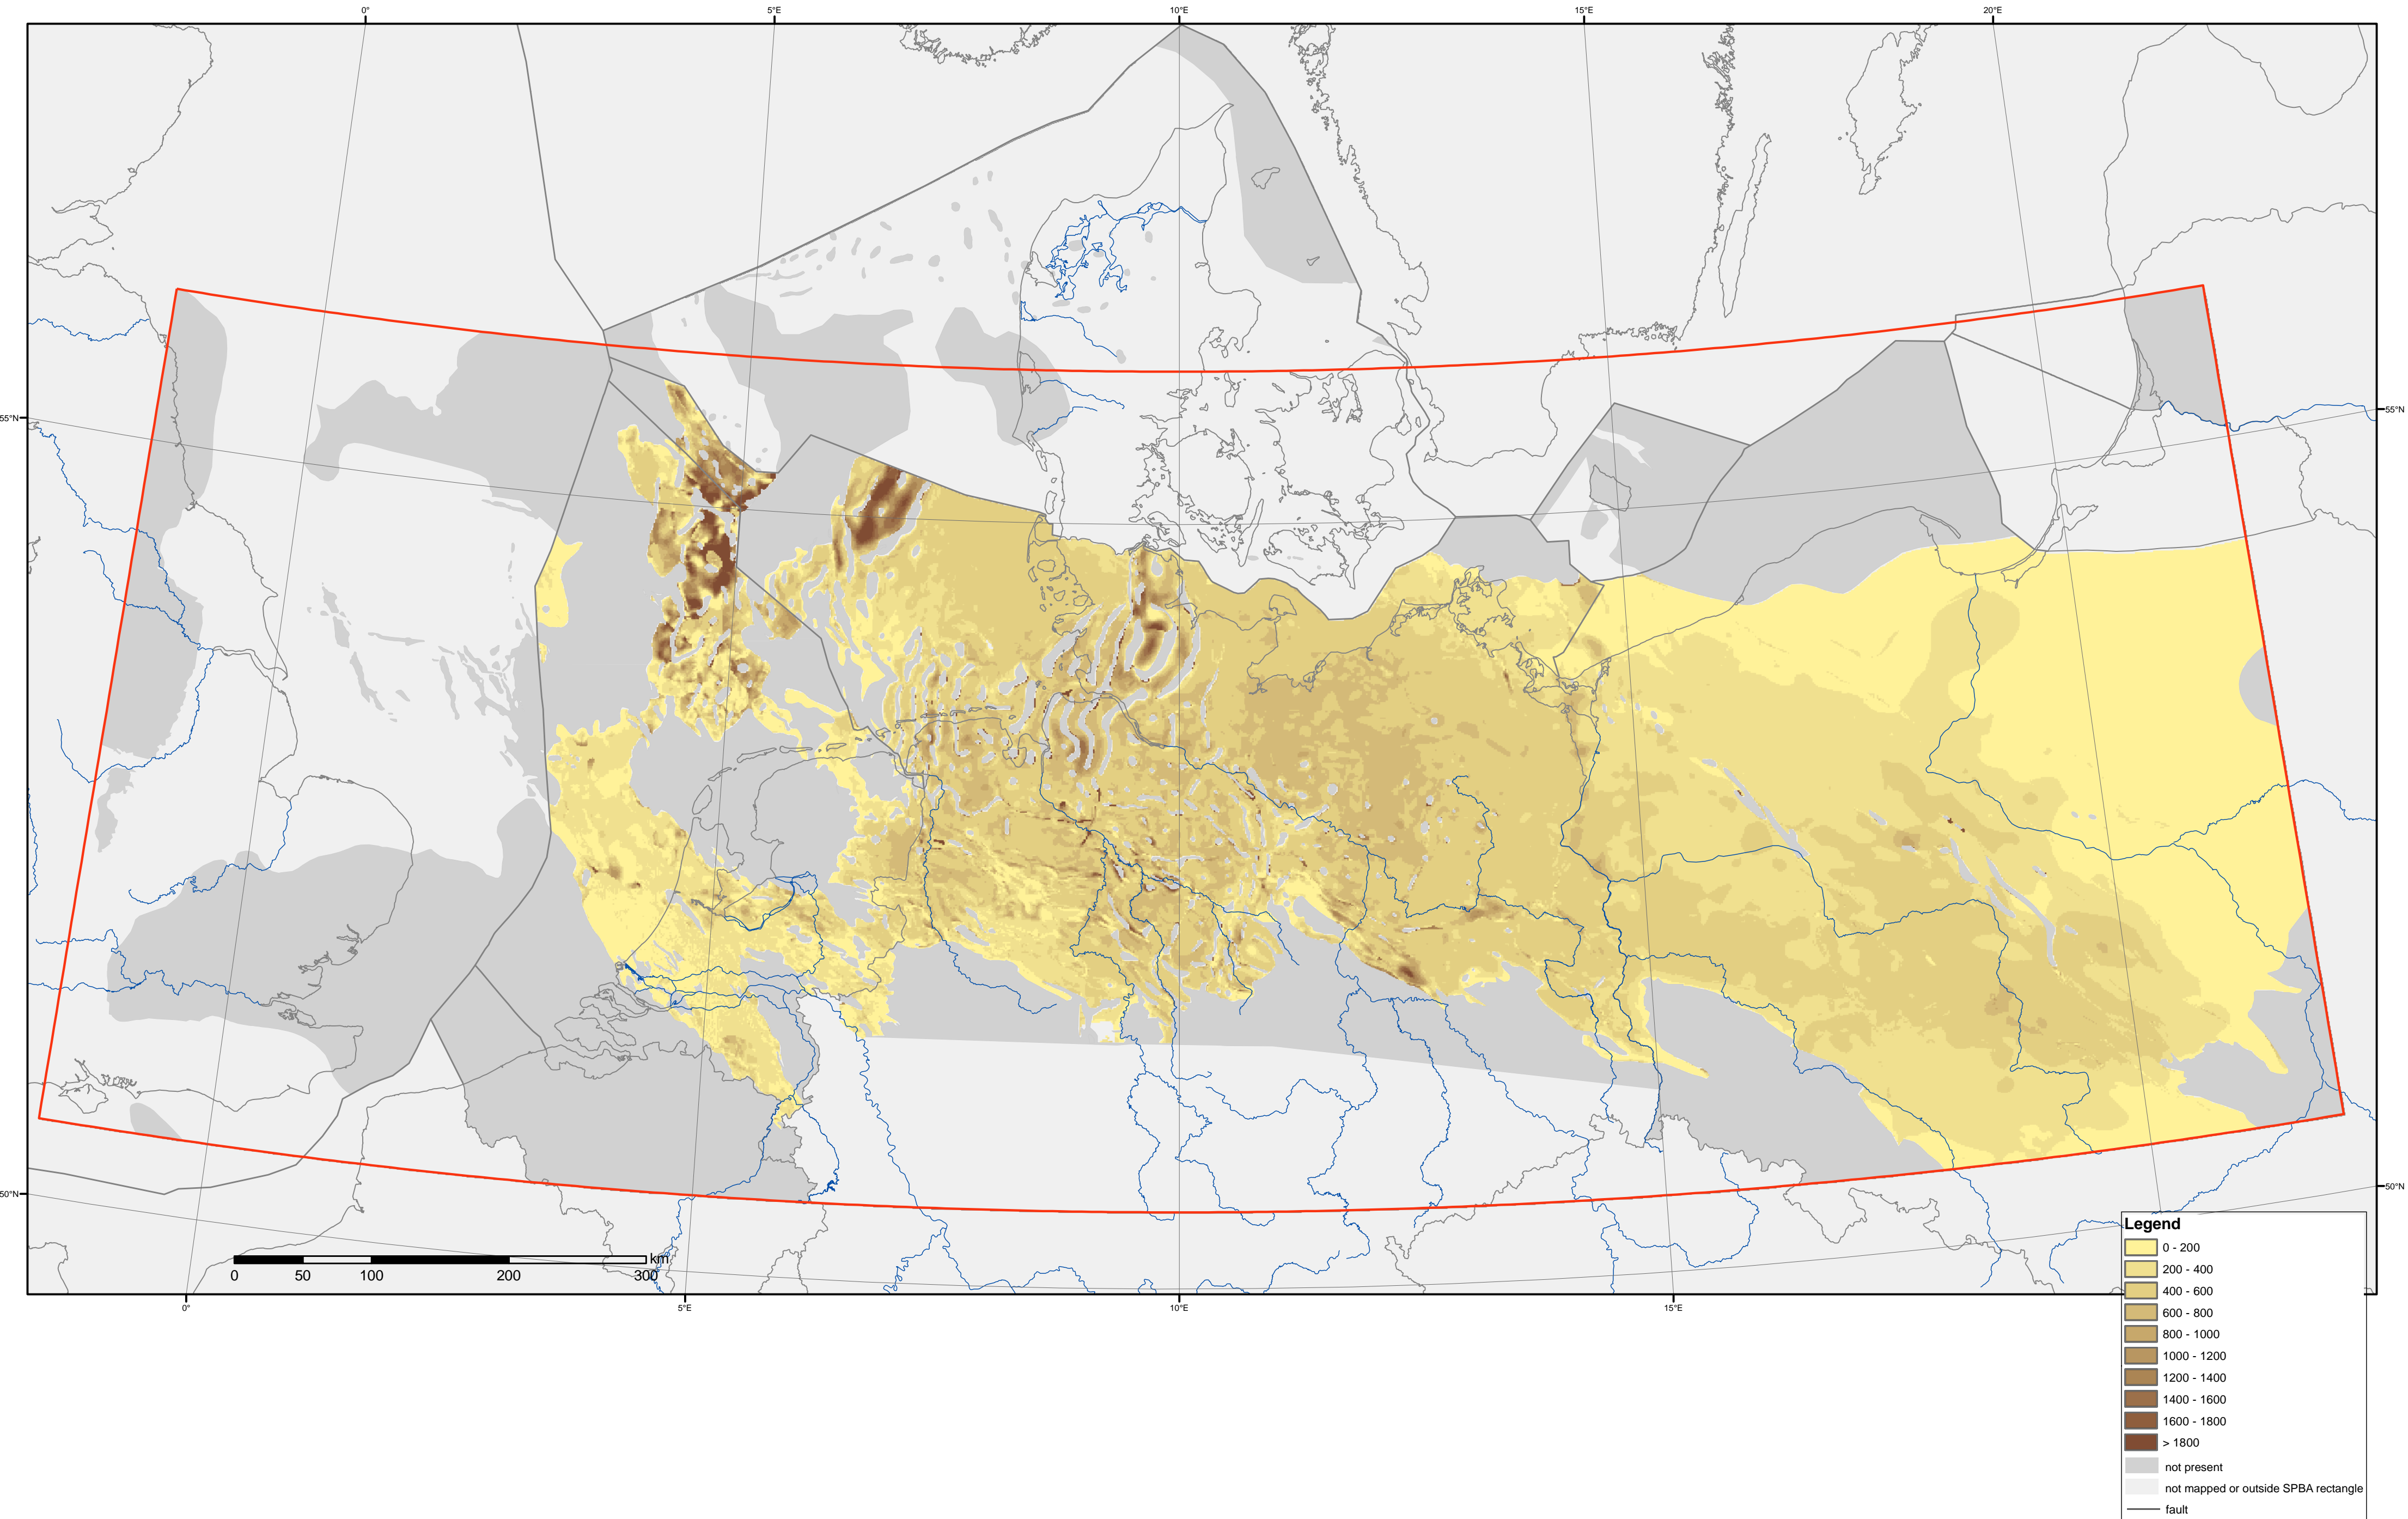 0° 5°E 10°E 15°E 20°E
55°N 55°N
50°N 50°N
km
0 50 100 200 300
0° 5°E 10°E 15°E
Legend
0 - 200
200 - 400
400 - 600
600 - 800
800 - 1000
1000 - 1200
1200 - 1400
1400 - 1600
1600 - 1800
> 1800
not present
not mapped or outside SPBA rectangle
fault